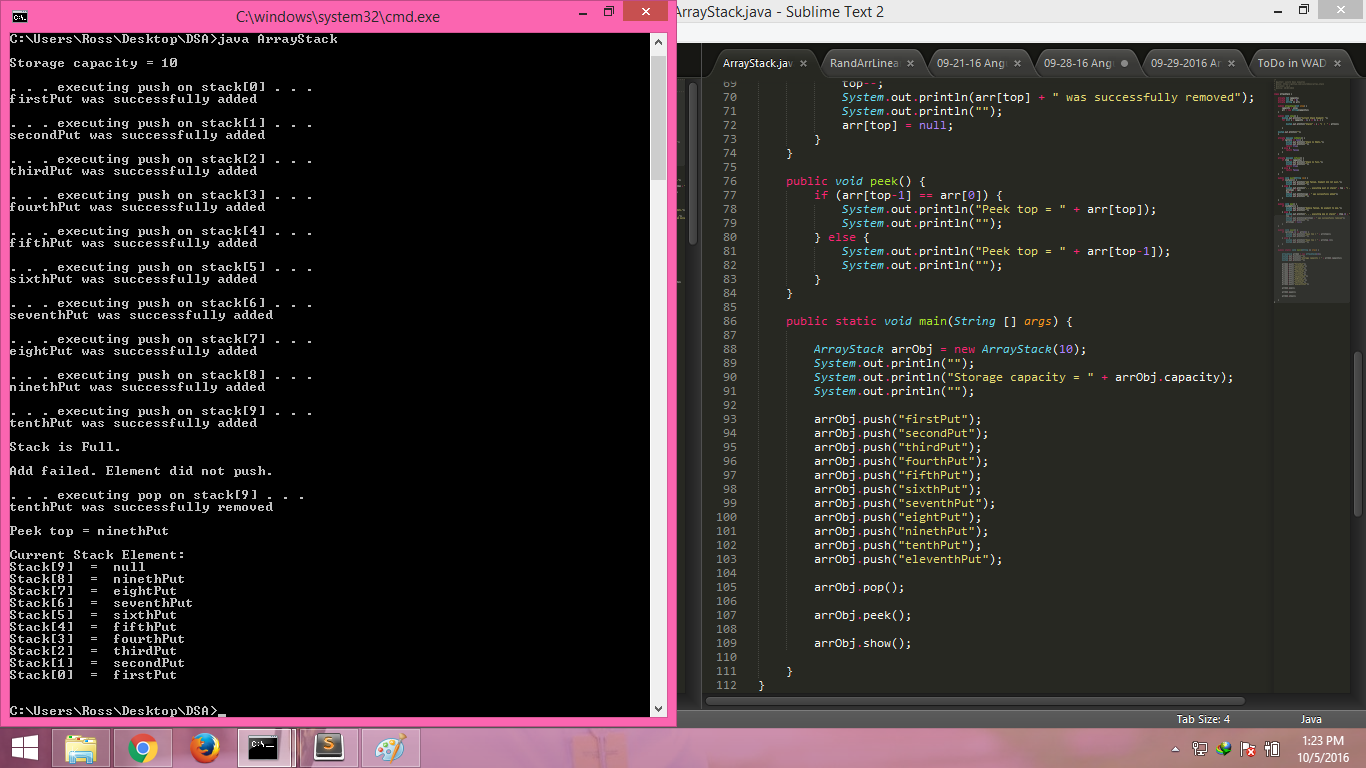 C:\windows\system32\cmd.exe
C:\Users\Ross\Desktop\DSA>java ArrayStack
Storage capacity = 10
. . . executing push on stack[0] . . .
firstPut was successfully added
. . . executing push on stack[1] . . .
secondPut was successfully added
. . . executing push on stack[2] . . .
thirdPut was successfully added
. . . executing push on stack[3] . . .
fourthPut was successfully added
. . . executing push on stack[4] . . .
fifthPut was successfully added
. . . executing push on stack[5] . . .
sixthPut was successfully added
. . . executing push on stack[6] . . .
seventhPut was successfully added
. . . executing push on stack[7] . . .
eightPut was successfully added
. . . executing push on stack[8] . . .
ninethPut was successfully added
. . . executing push on stack[9] . . .
tenthPut was successfully added
Stack is Full.
Add failed. Element did not push.
. . . executing pop on stack[9] . . .
tenthPut was successfully removed
Peek top = ninethPut
Current Stack Element:
Stack[9]  =  null
Stack[8]  =  ninethPut
Stack[7]  =  eightPut
Stack[6]  =  seventhPut
Stack[5]  =  sixthPut
Stack[4]  =  fifthPut
Stack[3]  =  fourthPut
Stack[2]  =  thirdPut
Stack[1]  =  secondPut
Stack[0]  =  firstPut
C:\Users\Ross\Desktop\DSA>_
ArrayStack.java - Sublime Text 2
ArrayStack.jav RandArrLinea 09-21-16 Ang 09-28-16 Ang 09-29-2016 Ar ToDo in WAD
69 top--;
70 System.out.println(arr[top] + " was successfully removed");
71 System.out.println("");
72 arr[top] = null;
73 }
74 }
75
76 public void peek() {
77 if (arr[top-1] == arr[0]) {
78 System.out.println("Peek top = " + arr[top]);
79 System.out.println("");
80 } else {
81 System.out.println("Peek top = " + arr[top-1]);
82 System.out.println("");
83 }
84 }
85
86 public static void main(String [] args) {
87
88 ArrayStack arrObj = new ArrayStack(10);
89 System.out.println("");
90 System.out.println("Storage capacity = " + arrObj.capacity);
91 System.out.println("");
92
93 arrObj.push("firstPut");
94 arrObj.push("secondPut");
95 arrObj.push("thirdPut");
96 arrObj.push("fourthPut");
97 arrObj.push("fifthPut");
98 arrObj.push("sixthPut");
99 arrObj.push("seventhPut");
100 arrObj.push("eightPut");
101 arrObj.push("ninethPut");
102 arrObj.push("tenthPut");
103 arrObj.push("eleventhPut");
104
105 arrObj.pop();
106
107 arrObj.peek();
108
109 arrObj.show();
110
111 }
112 }
Tab Size: 4 Java
1:23 PM
10/5/2016